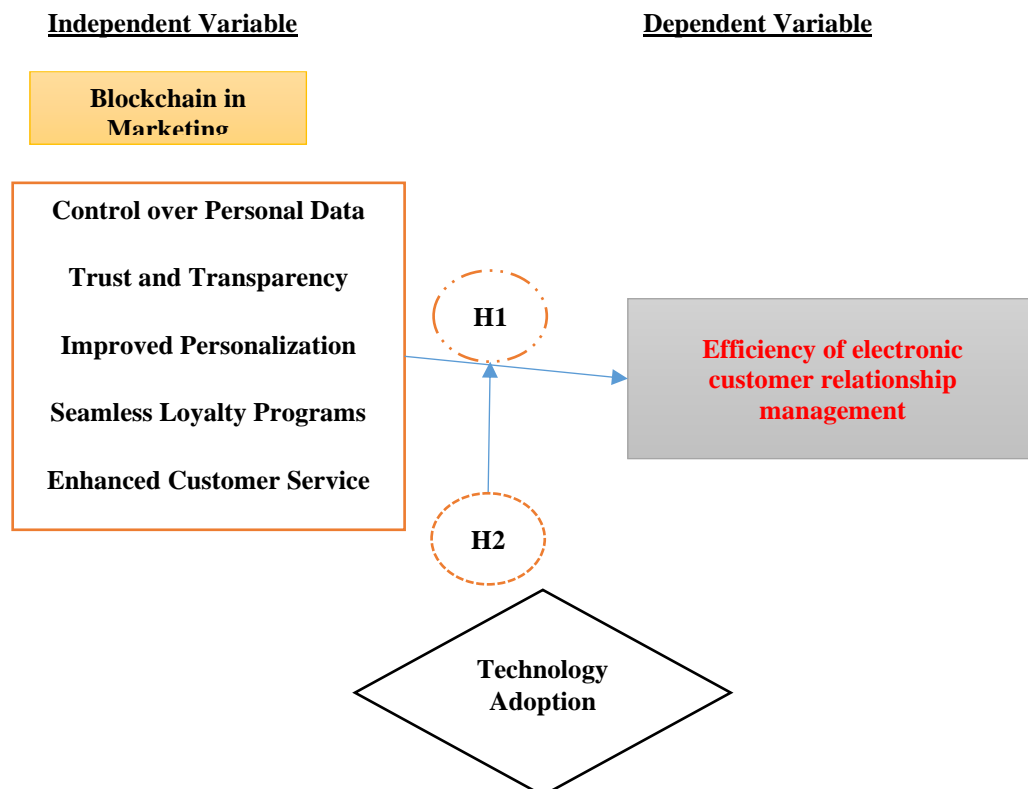 Independent Variable
Dependent Variable
Blockchain in
Marketing
Control over Personal Data
Trust and Transparency
Improved Personalization
Seamless Loyalty Programs
Enhanced Customer Service
H1
Efficiency of electronic
customer relationship
management
H2
Technology
Adoption